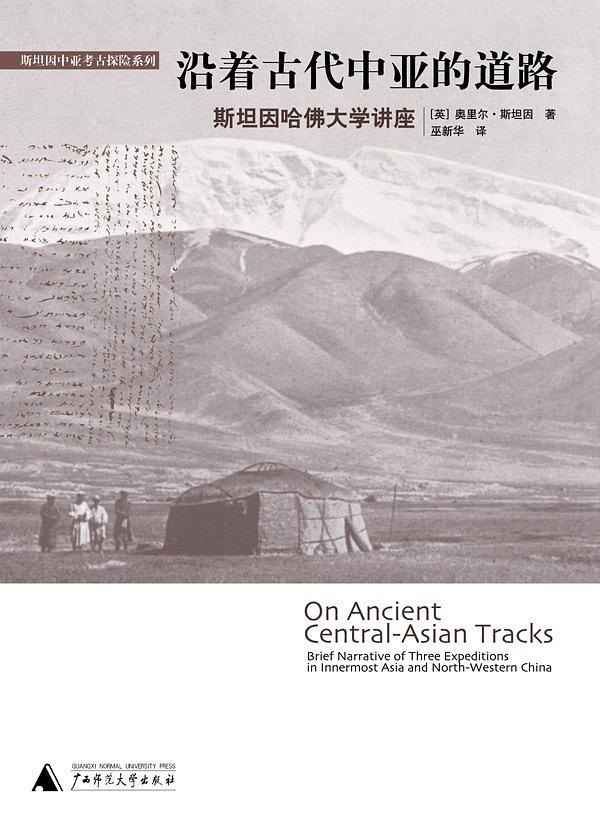 斯坦因中亚考古探险系列
沿着古代中亚的道路
斯坦因哈佛大学讲座
[英] 奥里尔·斯坦因 著
巫新华 译
On Ancient
Central-Asian Tracks
Brief Narrative of Three Expeditions
in Innermost Asia and North-Western China
GUANGXI NORMAL UNIVERSITY PRESS
广西师范大学出版社